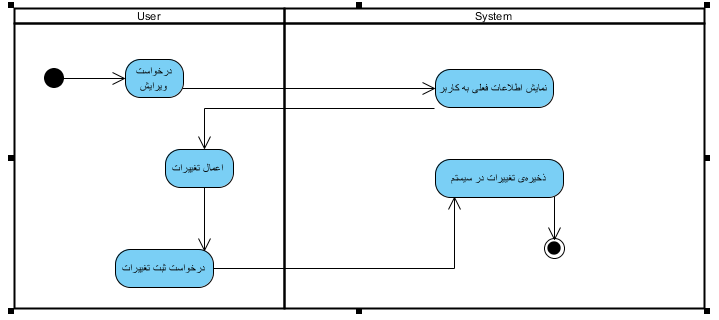 User
System
درخواست
ویرایش
نمایش اطلاعات فعلی به کاربر
اعمال تغییرات
ذخیره‌ی تغییرات در سیستم
درخواست ثبت تغییرات